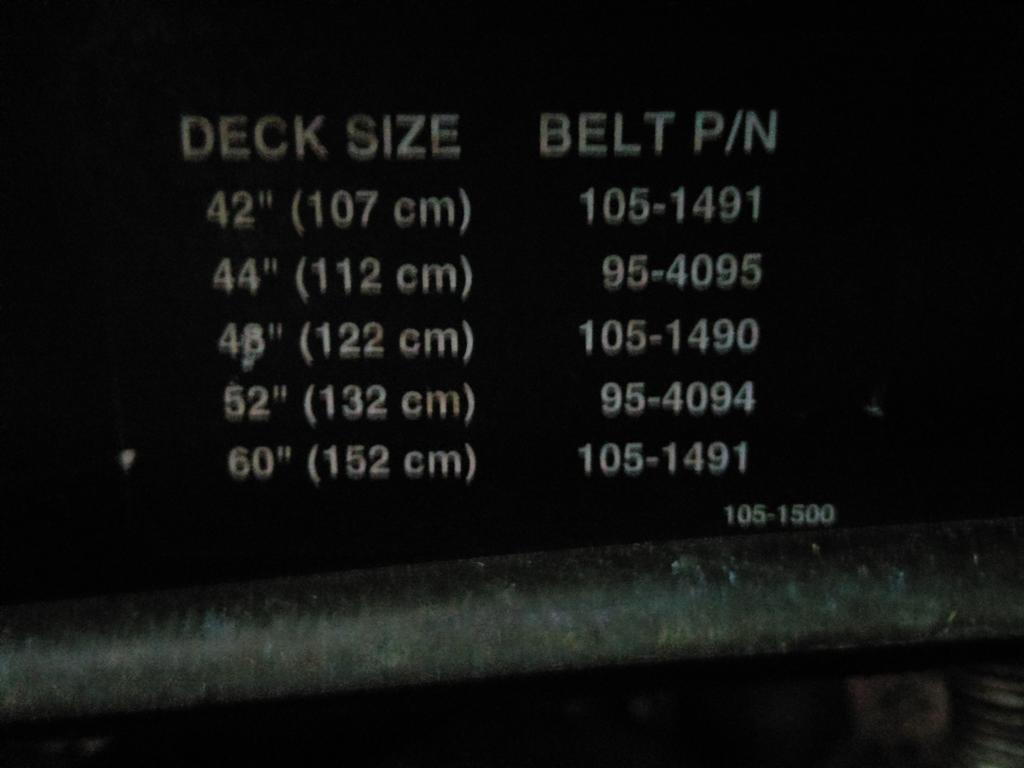 DECK SIZE BELT P/N
42" (107 cm) 105-1491
44" (112 cm) 95-4095
48" (122 cm) 105-1490
52" (132 cm) 95-4094
60" (152 cm) 105-1491
105-1500